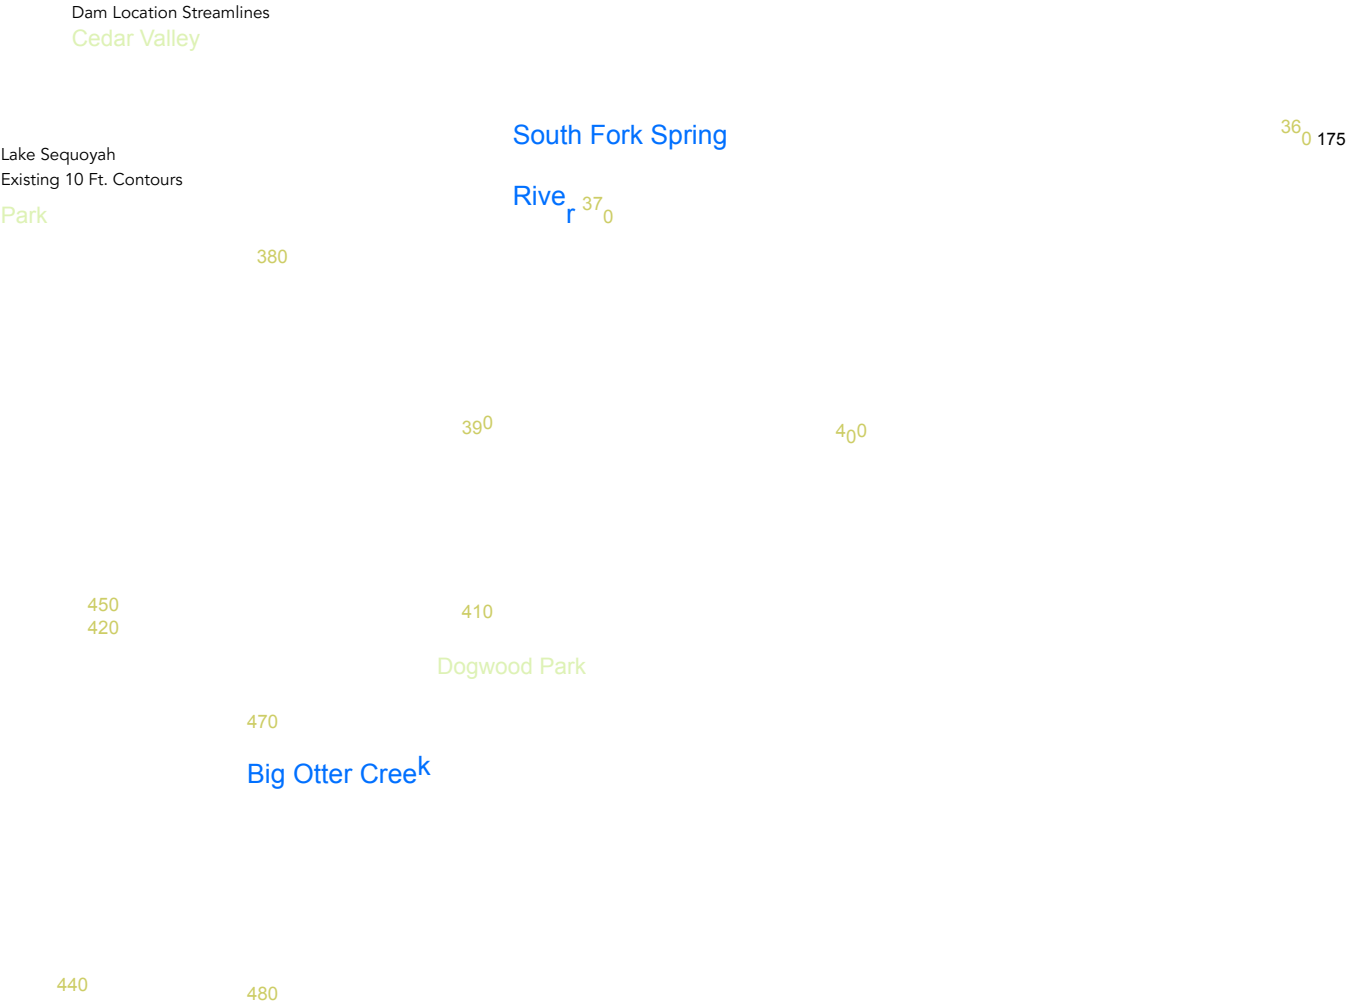 Dam Location Streamlines
Cedar Valley
South Fork Spring
360 175
Lake Sequoyah
Existing 10 Ft. Contours
River 370
Park
380
390
400
450
410
420
Dogwood Park
470
Big Otter Creek
440
480